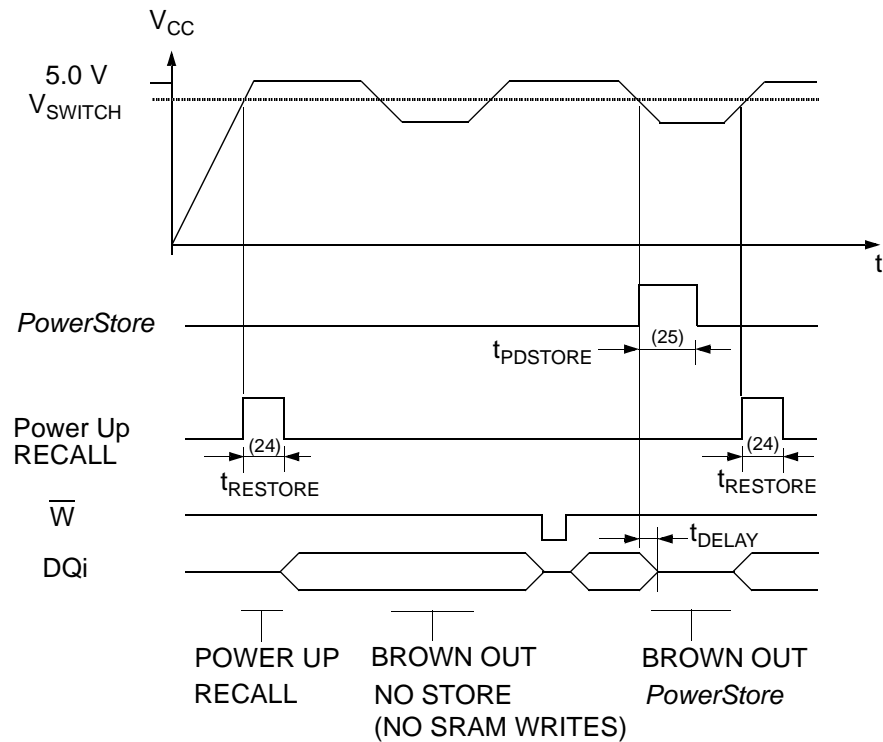 V_CC
5.0 V
V_SWITCH
t
PowerStore
(25)
t_PDSTORE
Power Up
RECALL
(24)
(24)
t_RESTORE
t_RESTORE
W̅
t_DELAY
DQi
POWER UP
RECALL
BROWN OUT
NO STORE
(NO SRAM WRITES)
BROWN OUT
PowerStore